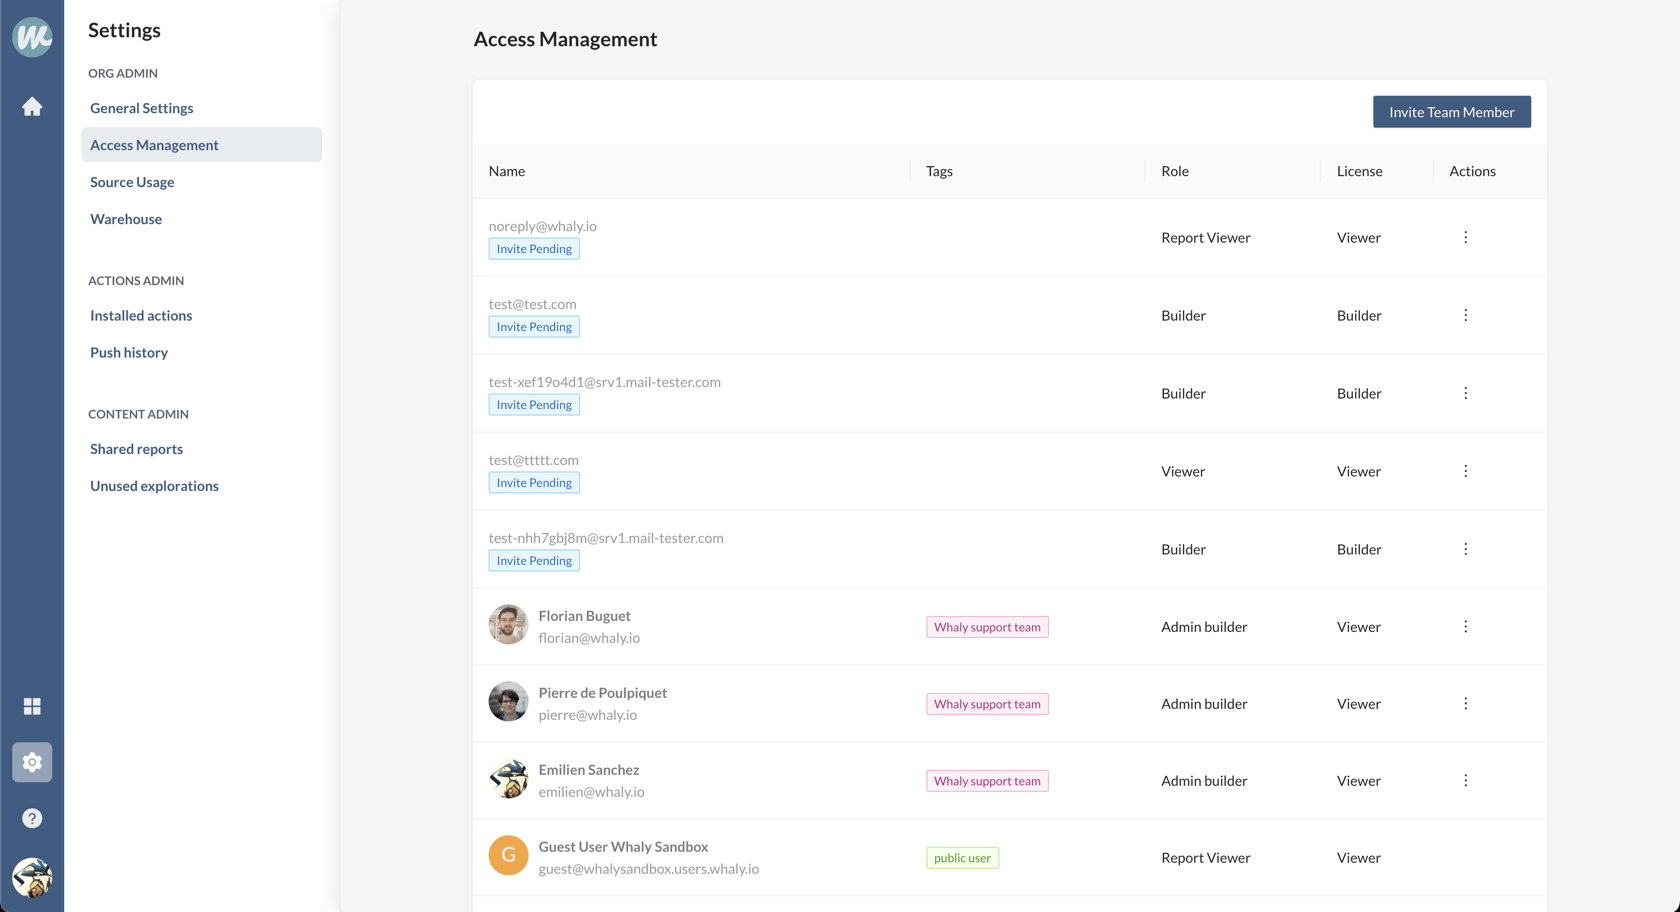 Settings
ORG ADMIN
General Settings
Access Management
Source Usage
Warehouse
ACTIONS ADMIN
Installed actions
Push history
CONTENT ADMIN
Shared reports
Unused explorations
Access Management
Invite Team Member
Name Tags Role License Actions
noreply@whaly.io
Invite Pending
Report Viewer Viewer
test@test.com
Invite Pending
Builder Builder
test-xef19o4d1@srv1.mail-tester.com
Invite Pending
Builder Builder
test@ttttt.com
Invite Pending
Viewer Viewer
test-nhh7gbj8m@srv1.mail-tester.com
Invite Pending
Builder Builder
Florian Buguet
florian@whaly.io
Whaly support team Admin builder Viewer
Pierre de Poulpiquet
pierre@whaly.io
Whaly support team Admin builder Viewer
Emilien Sanchez
emilien@whaly.io
Whaly support team Admin builder Viewer
G
Guest User Whaly Sandbox
guest@whalysandbox.users.whaly.io
public user Report Viewer Viewer